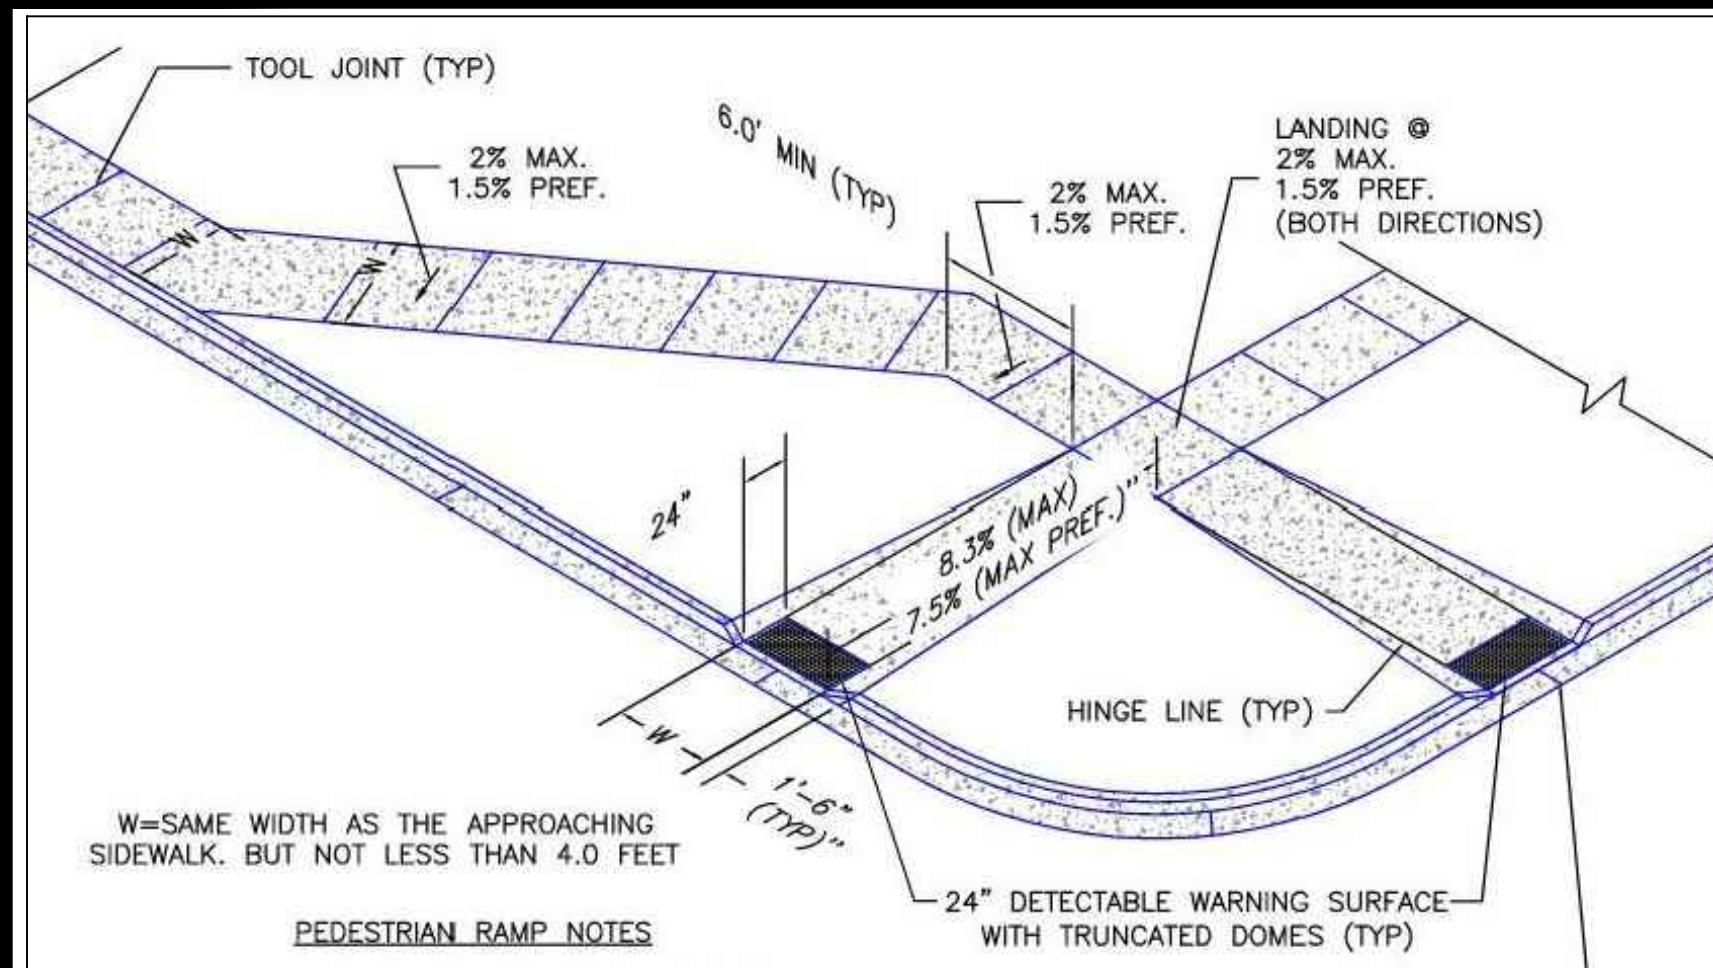 TOOL JOINT (TYP)
2% MAX.
1.5% PREF.
6.0' MIN (TYP)
2% MAX.
1.5% PREF.
LANDING @
2% MAX.
1.5% PREF.
(BOTH DIRECTIONS)
W
W
24"
8.3% (MAX)
7.5% (MAX PREF.)"
HINGE LINE (TYP)
W
1'-6"
(TYP)"
W=SAME WIDTH AS THE APPROACHING
SIDEWALK. BUT NOT LESS THAN 4.0 FEET
24" DETECTABLE WARNING SURFACE
WITH TRUNCATED DOMES (TYP)
PEDESTRIAN RAMP NOTES